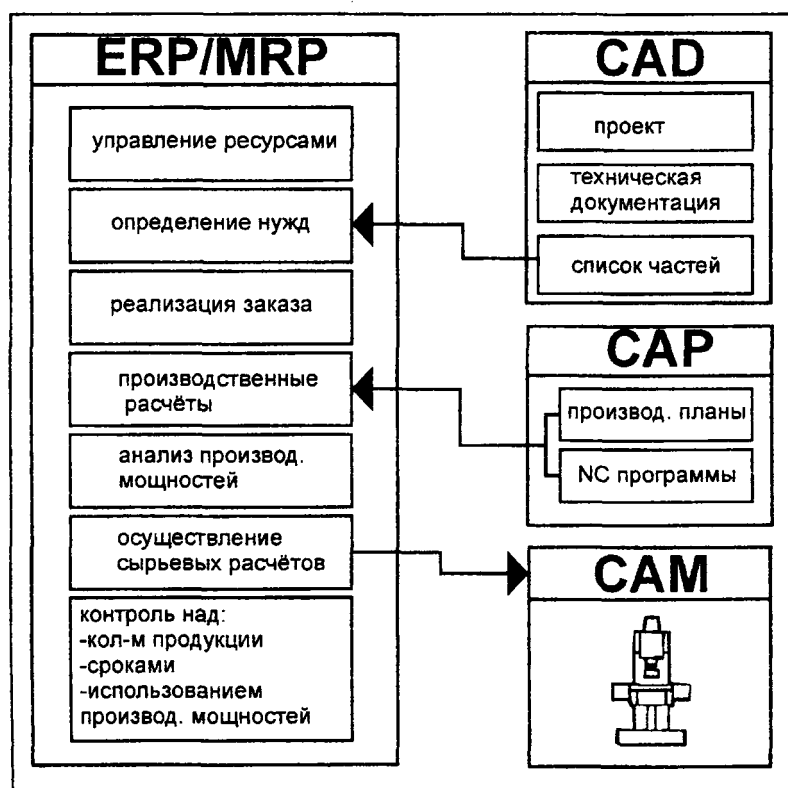 ERP/MRP
управление ресурсами
определение нужд
реализация заказа
производственные
расчёты
анализ производ.
мощностей
осуществление
сырьевых расчётов
контроль над:
-кол-м продукции
-сроками
-использованием
производ. мощностей
CAD
проект
техническая
документация
список частей
CAP
производ. планы
NC программы
CAM